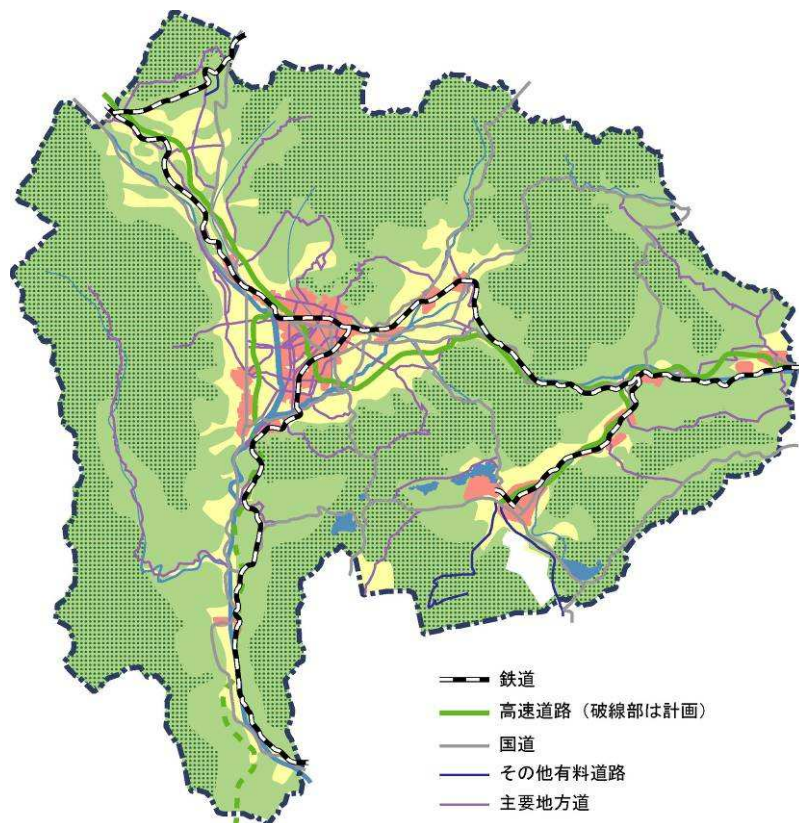 鉄道
高速道路（破線部は計画）
国道
その他有料道路
主要地方道